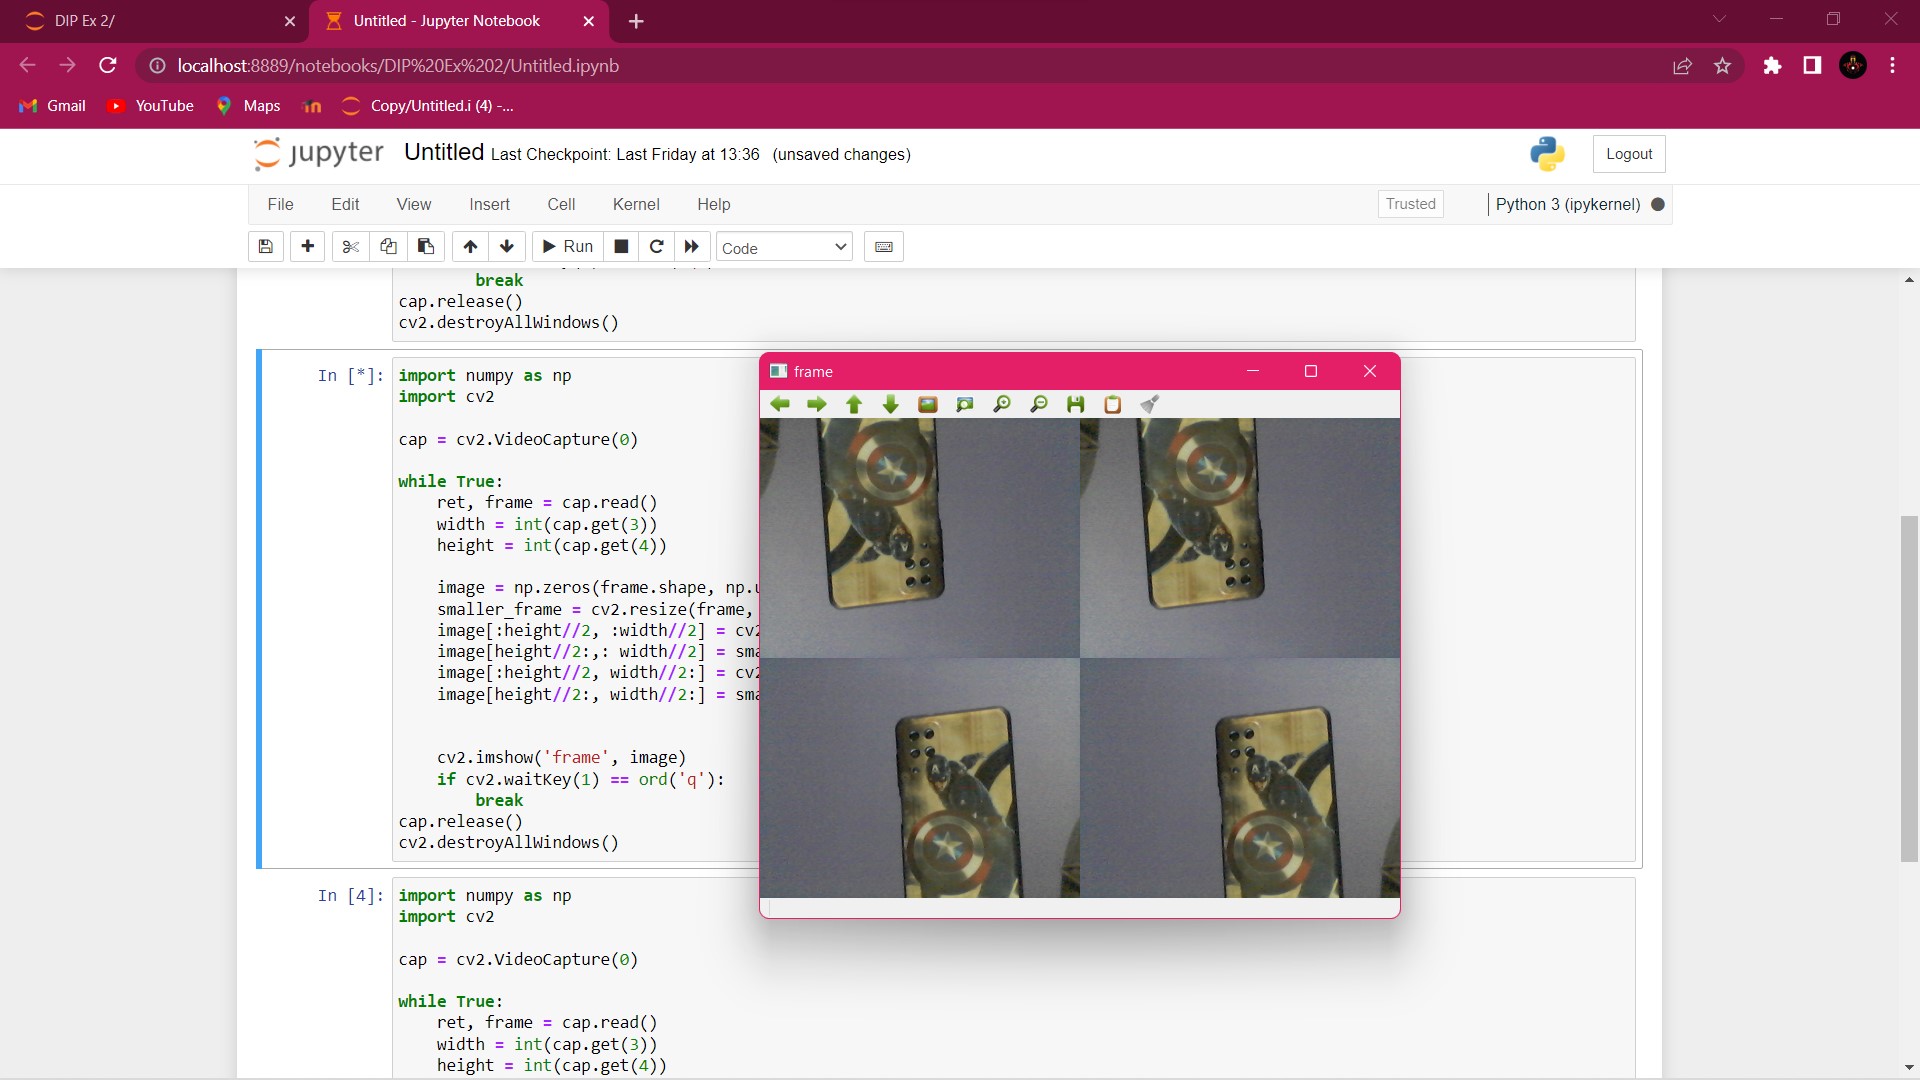 DIP Ex 2/
Untitled - Jupyter Notebook
localhost:8889/notebooks/DIP%20Ex%202/Untitled.ipynb
Gmail YouTube Maps Copy/Untitled.i (4) -...
jupyter Untitled Last Checkpoint: Last Friday at 13:36 (unsaved changes) Logout
File Edit View Insert Cell Kernel Help Trusted Python 3 (ipykernel)
Run Code
break
cap.release()
cv2.destroyAllWindows()
In [*]: import numpy as np
import cv2
cap = cv2.VideoCapture(0)
while True:
ret, frame = cap.read()
width = int(cap.get(3))
height = int(cap.get(4))
image = np.zeros(frame.shape, np.u
smaller_frame = cv2.resize(frame,
image[:height//2, :width//2] = cv2
image[height//2:,: width//2] = sma
image[:height//2, width//2:] = cv2
image[height//2:, width//2:] = sma
cv2.imshow('frame', image)
if cv2.waitKey(1) == ord('q'):
break
cap.release()
cv2.destroyAllWindows()
frame
In [4]: import numpy as np
import cv2
cap = cv2.VideoCapture(0)
while True:
ret, frame = cap.read()
width = int(cap.get(3))
height = int(cap.get(4))